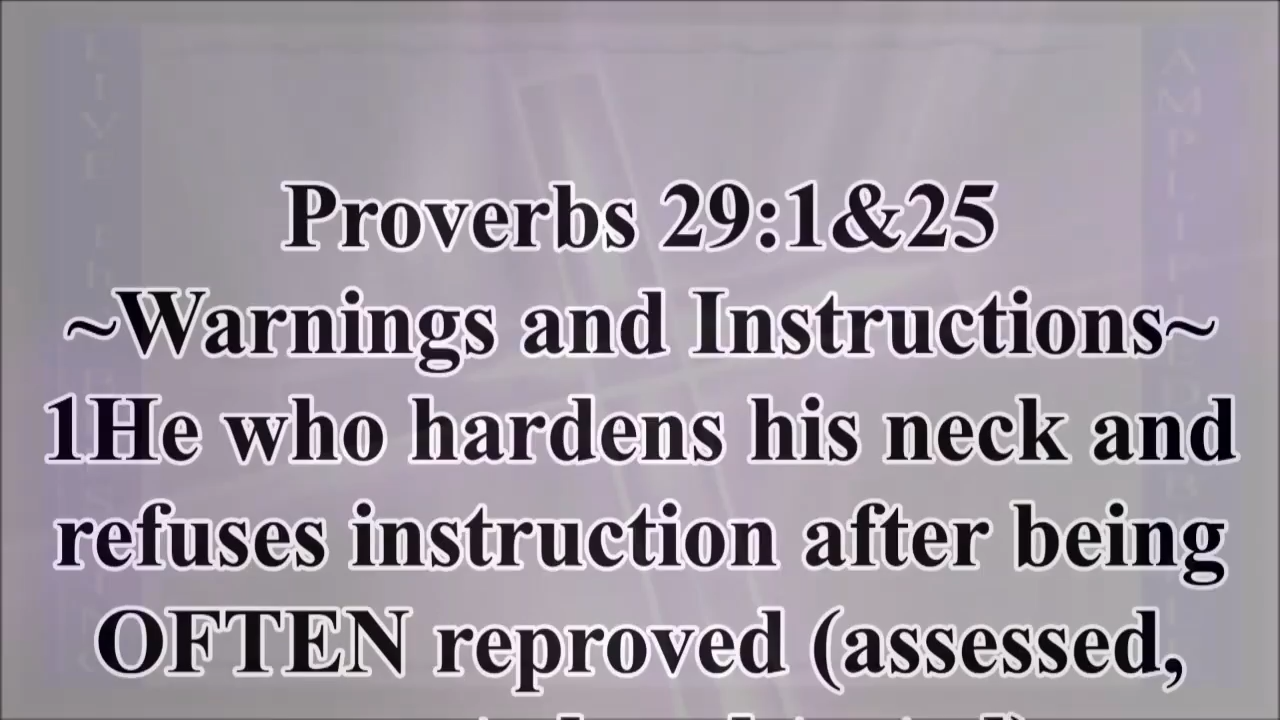 Proverbs 29:1&25
~Warnings and Instructions~
1He who hardens his neck and
refuses instruction after being
OFTEN reproved (assessed,